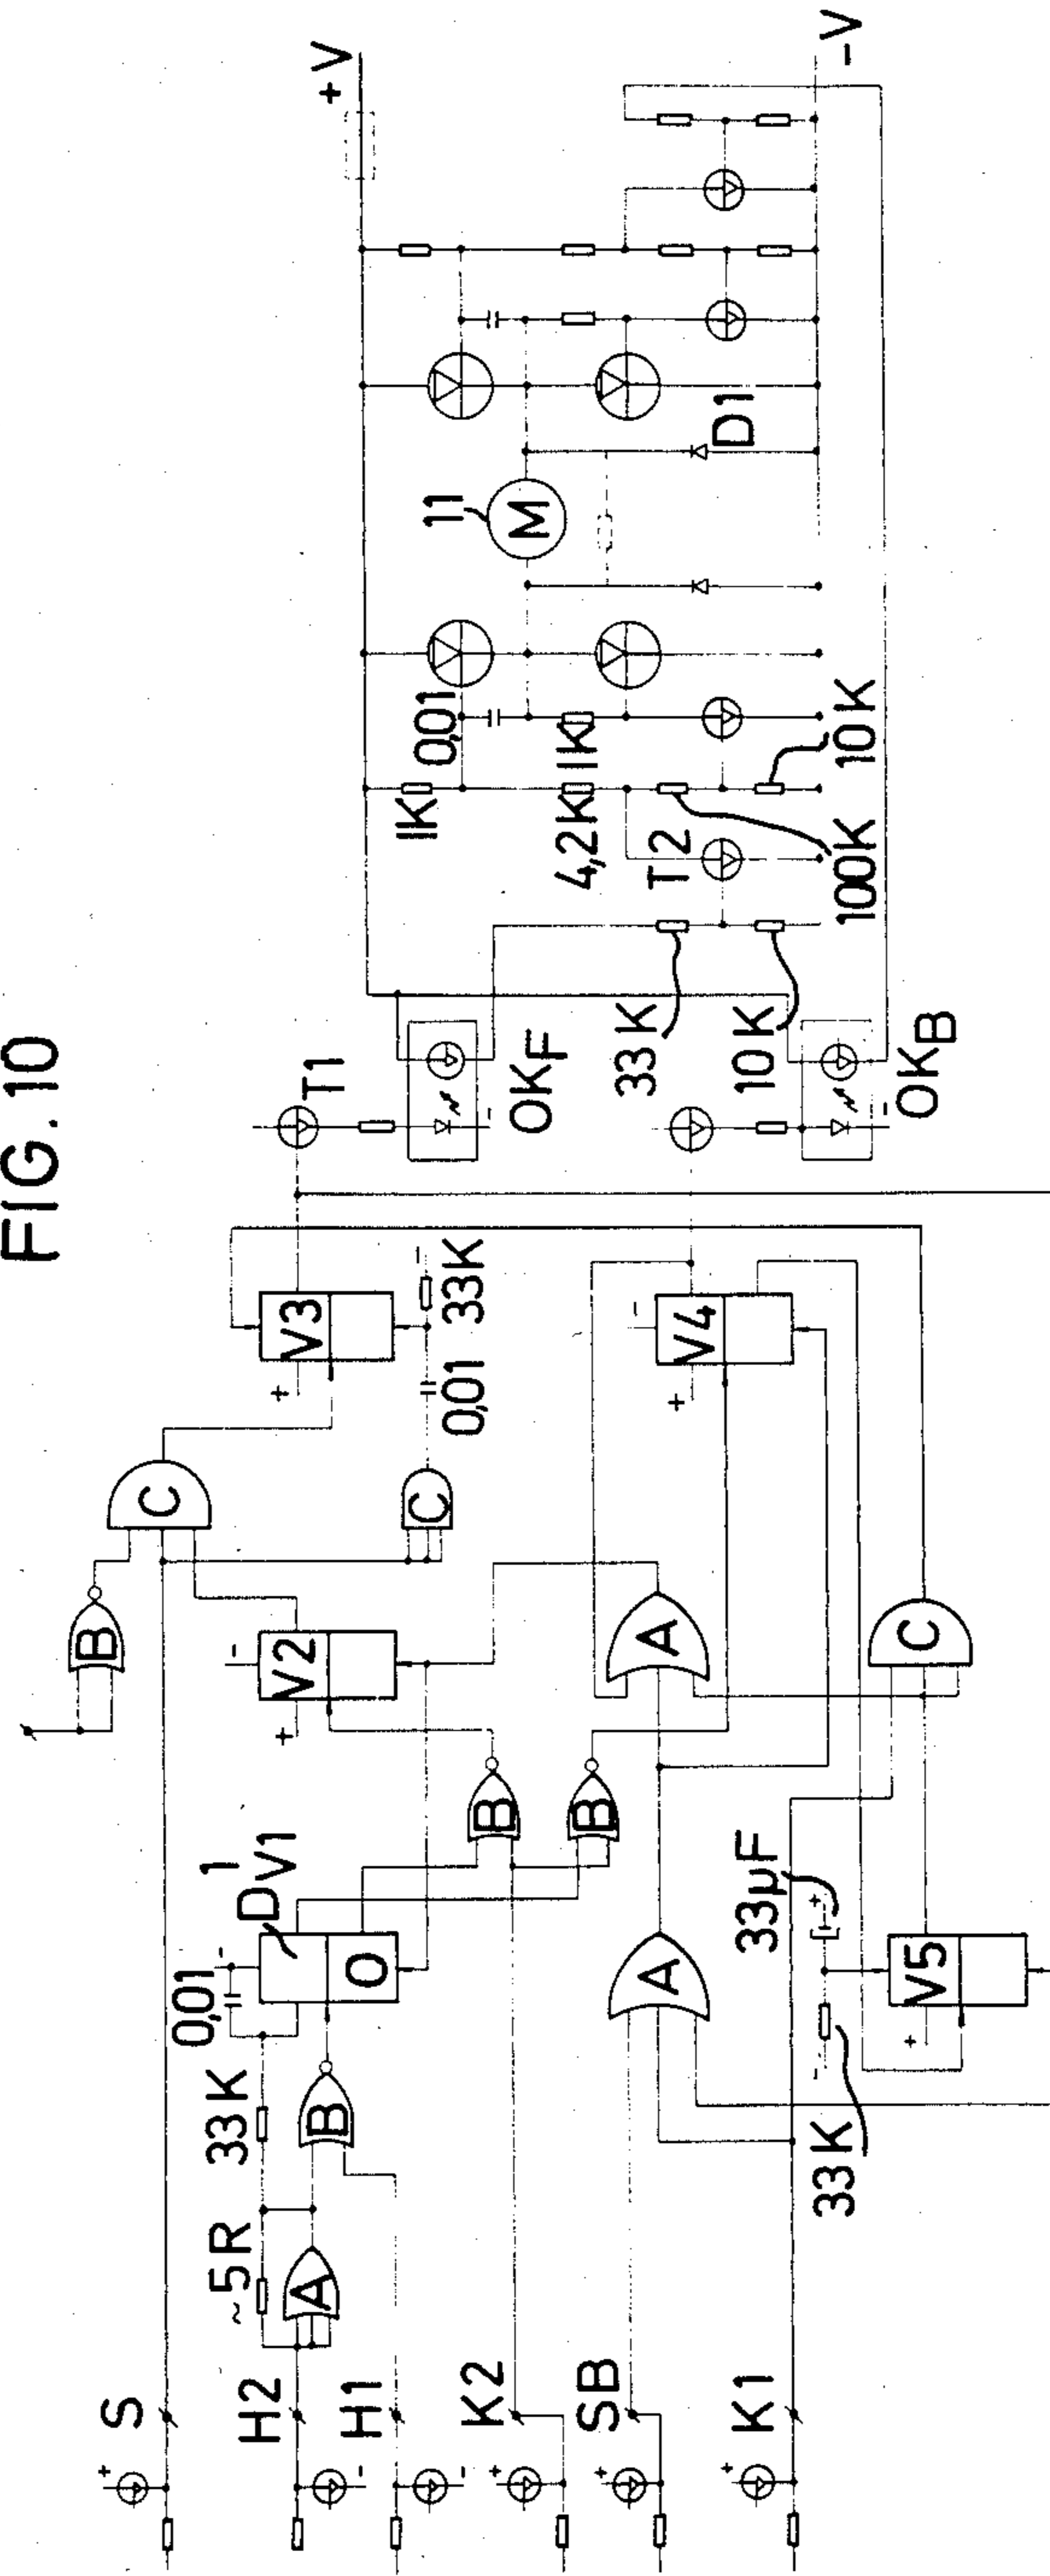 FIG. 10
S
H2
H1
K2
SB
K1
+
-
-
+
+
+
~5R
A
33K
B
0,01
-
1
DV1
O
B
B
A
33K
-
+
33µF
+
V5
B
+
V2
-
A
C
C
C
0,01
33K
-
+
V3
+
V4
-
T1
-
OKF
-
OKB
33K
10K
T2
100K
10K
1K
0,01
4,2K
1K
11
M
D1
+V
-V